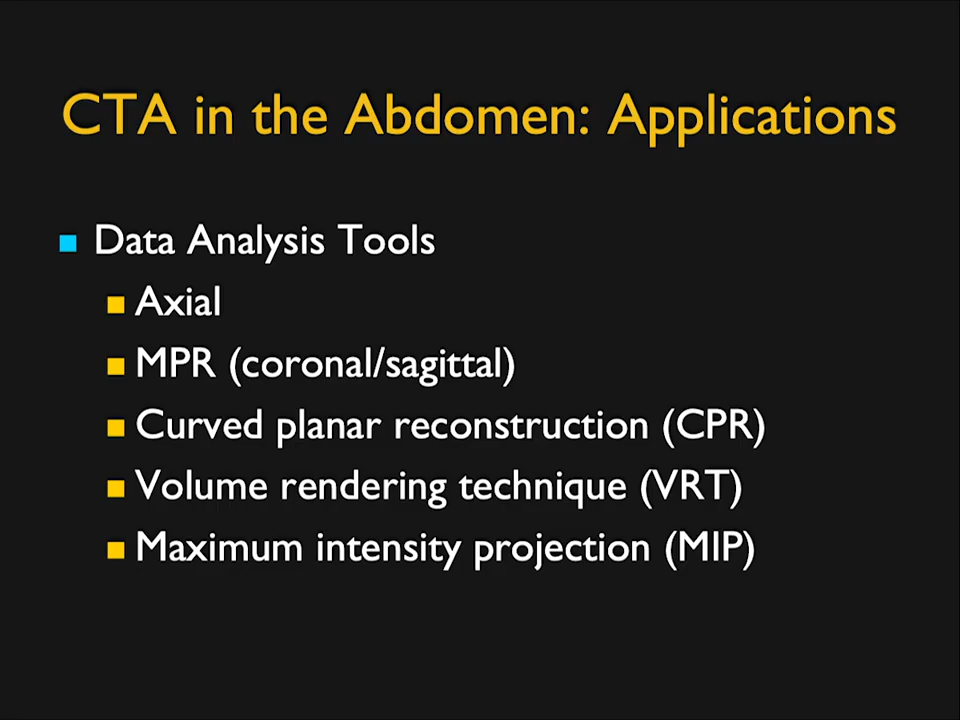 CTA in the Abdomen: Applications
Data Analysis Tools
Axial
MPR (coronal/sagittal)
Curved planar reconstruction (CPR)
Volume rendering technique (VRT)
Maximum intensity projection (MIP)